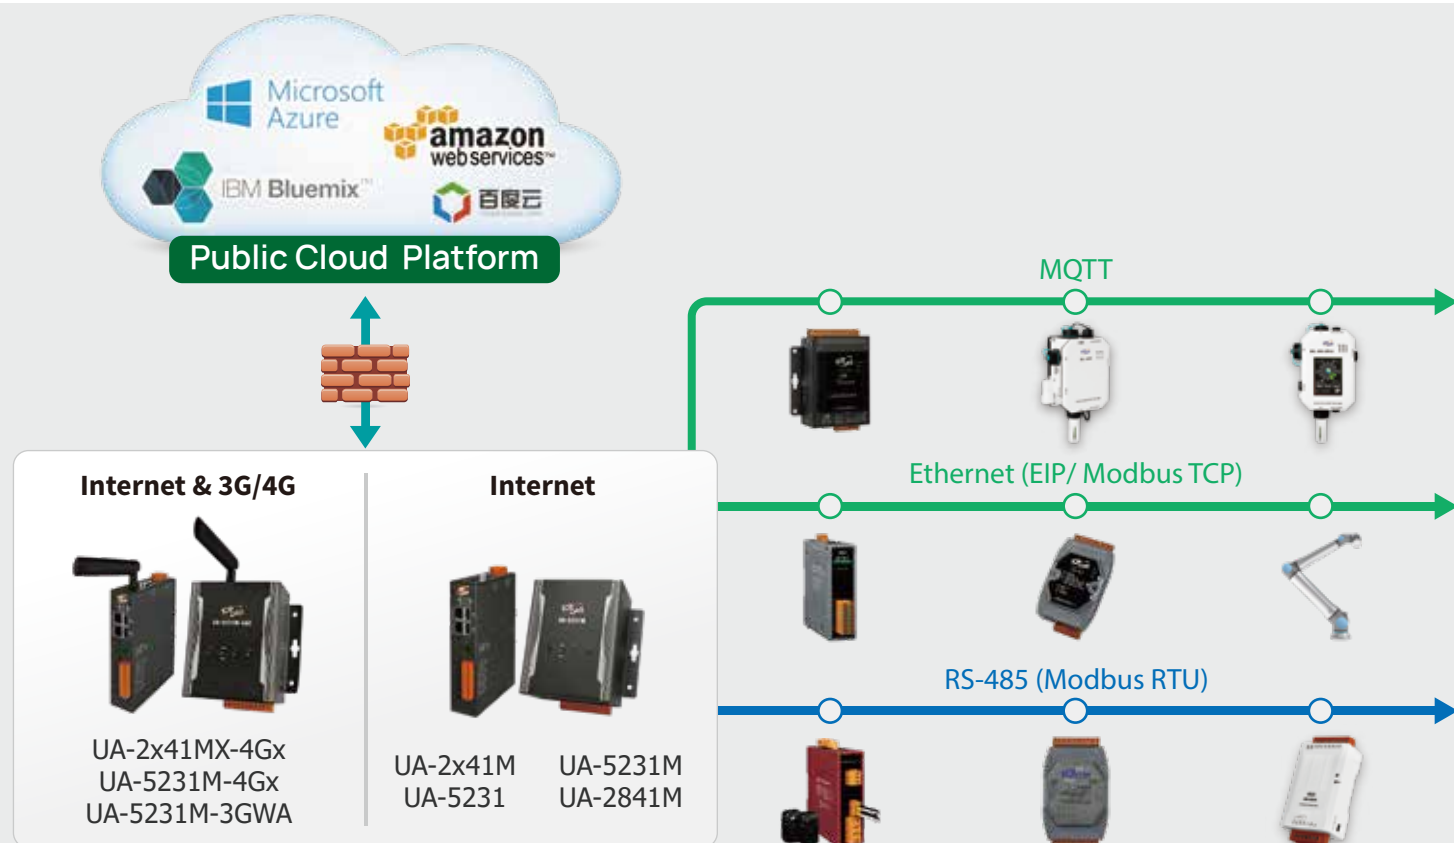 Microsoft
Azure
amazon
web services™
IBM Bluemix™
百度云
Public Cloud Platform
MQTT
Ethernet (EIP/ Modbus TCP)
RS-485 (Modbus RTU)
Internet & 3G/4G
UA-2x41MX-4Gx
UA-5231M-4Gx
UA-5231M-3GWA
Internet
UA-2x41M UA-5231M
UA-5231 UA-2841M